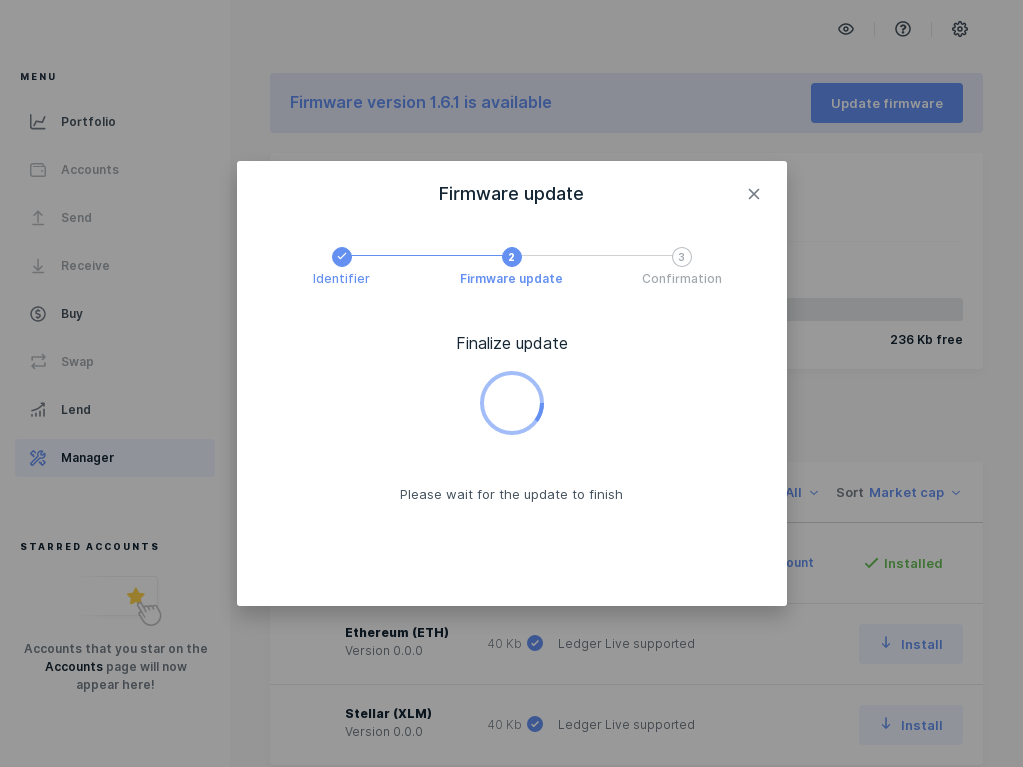 MENU
Portfolio
Accounts
Send
Receive
Buy
Swap
Lend
Manager
STARRED ACCOUNTS
Accounts that you star on the
Accounts page will now
appear here!
Firmware version 1.6.1 is available
Update firmware
236 Kb free
Firmware update
2
3
Identifier
Firmware update
Confirmation
Finalize update
Please wait for the update to finish
All
Sort Market cap
Installed
Ethereum (ETH)
Version 0.0.0
40 Kb
Ledger Live supported
Install
Stellar (XLM)
Version 0.0.0
40 Kb
Ledger Live supported
Install